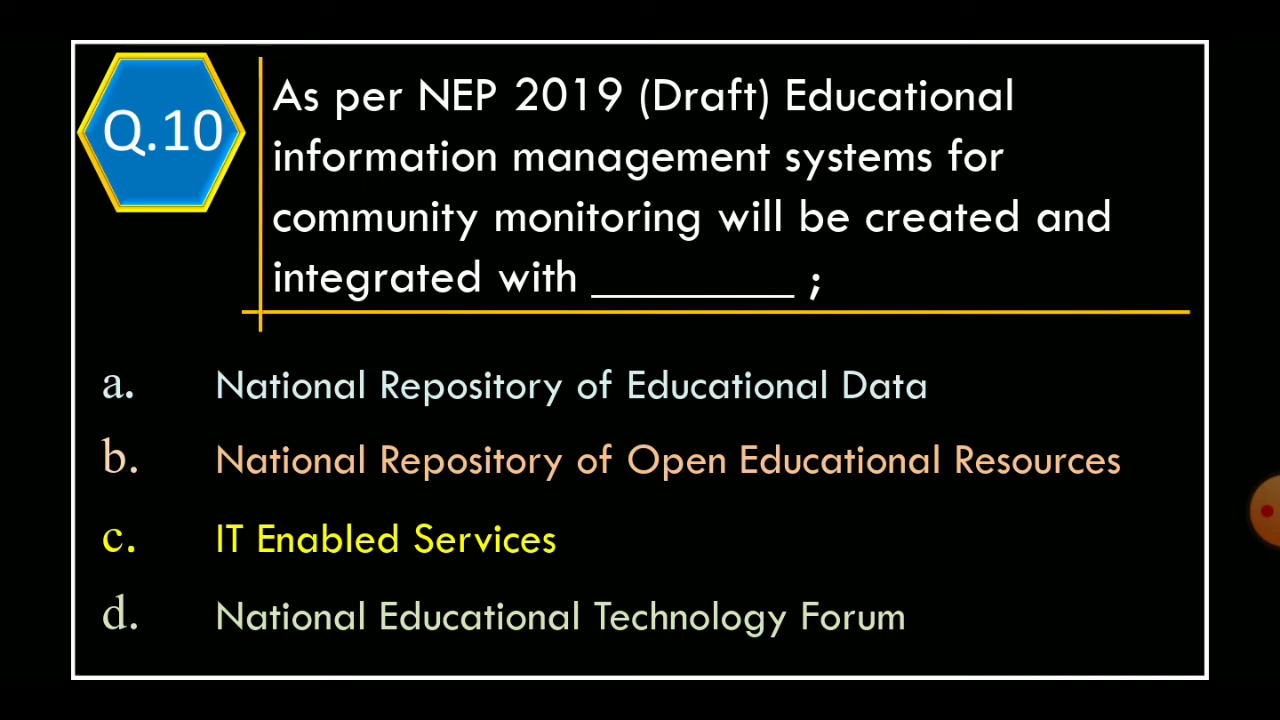 Q.10
As per NEP 2019 (Draft) Educational
information management systems for
community monitoring will be created and
integrated with _________ ;
a. National Repository of Educational Data
b. National Repository of Open Educational Resources
c. IT Enabled Services
d. National Educational Technology Forum